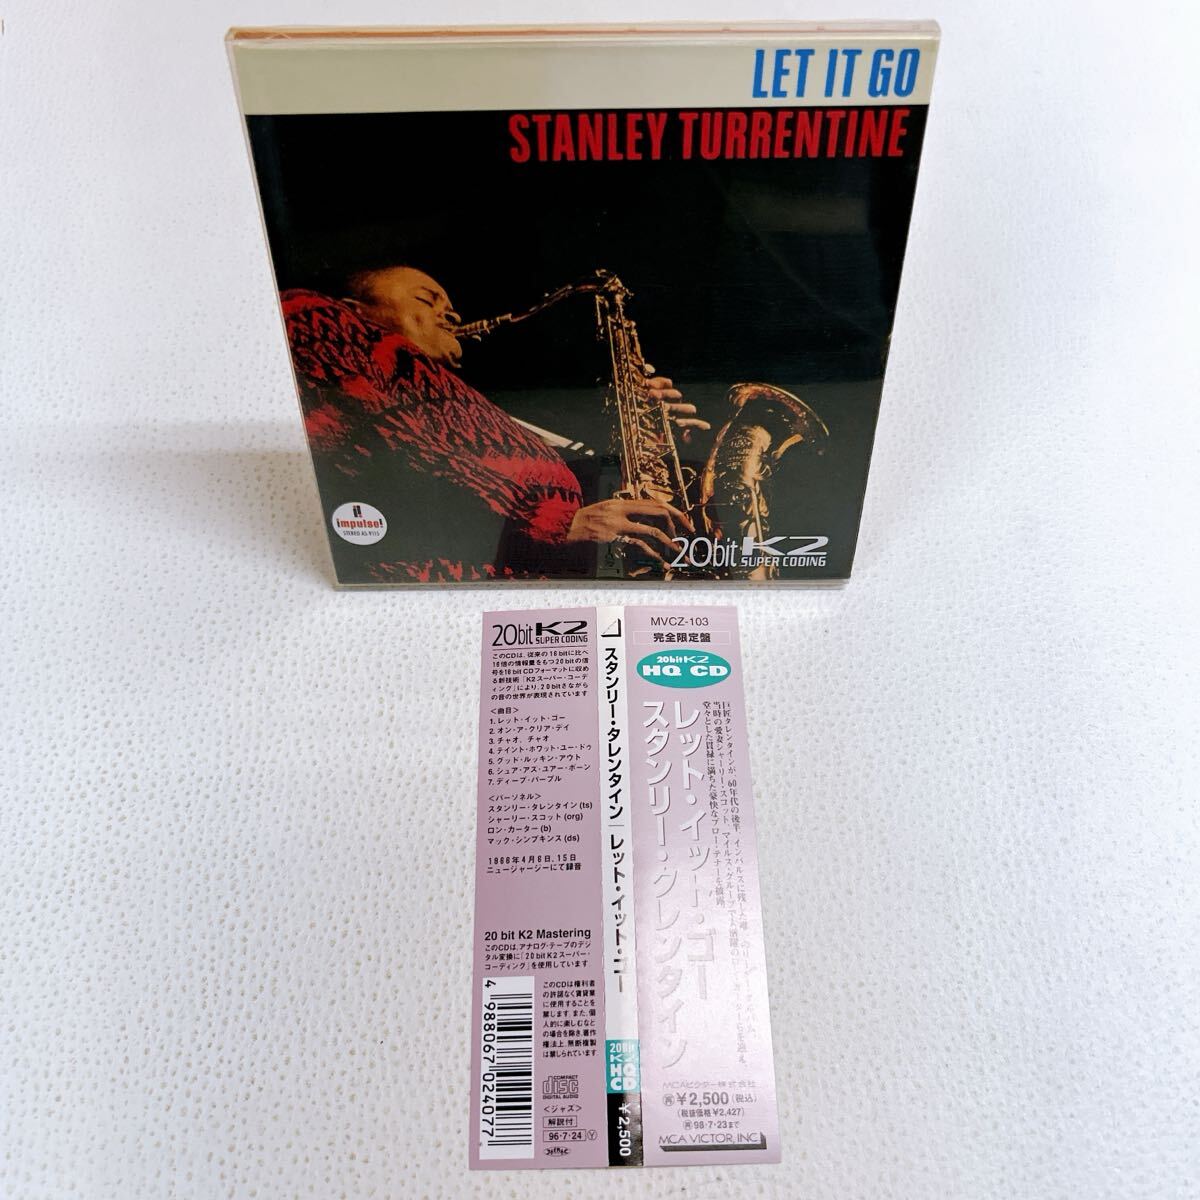 LET IT GO
STANLEY TURRENTINE
impulse!
STEREO AS-9115
20bit K2
SUPER CODING
20bit K2
SUPER CODING
このCDは、従来の16bitに比べ
16倍の情報量をもつ20bitの信
号を16bit CDフォーマットに収め
る新技術「K2スーパー・コーデ
ィング」により、20bitさながら
の音の世界が表現されています
<曲目>
1. レット・イット・ゴー
2. オン・ア・クリア・デイ
3. チャオ、チャオ
4. テイント・ホワット・ユー・ドゥ
5. グッド・ルッキン・アウト
6. シュア・アズ・ユアー・ボーン
7. ディープ・パープル
<パーソネル>
スタンリー・タレンタイン (ts)
シャーリー・スコット (org)
ロン・カーター (b)
マック・シンプキンス (ds)
1966年4月6日、15日
ニュージャージーにて録音
20 bit K2 Mastering
このCDは、アナログ・テープのデジ
タル変換に「20bit K2スーパー・
コーディング」を使用しています
4988067024077
このCDは権利者
の許諾なく賃貸業
に使用することを
禁じます。また、個
人的に楽しむなど
の場合を除き、著作
権法上、無断複製
は禁じられています。
COMPACT
disc
DIGITAL AUDIO
<ジャズ>
解説付
96・7・24 Ⓨ
スタンリー・タレンタイン|レット・イット・ゴー
20Bit
K2
HQ
CD
¥2,500
MVCZ-103
完全限定盤
20bit K2
HQ CD
レット・イット・ゴー
スタンリー・タレンタイン
MCAビクター株式会社
再¥2,500(税込)
(税抜価格¥2,427)
再98・7・23まで
MCA VICTOR, INC.